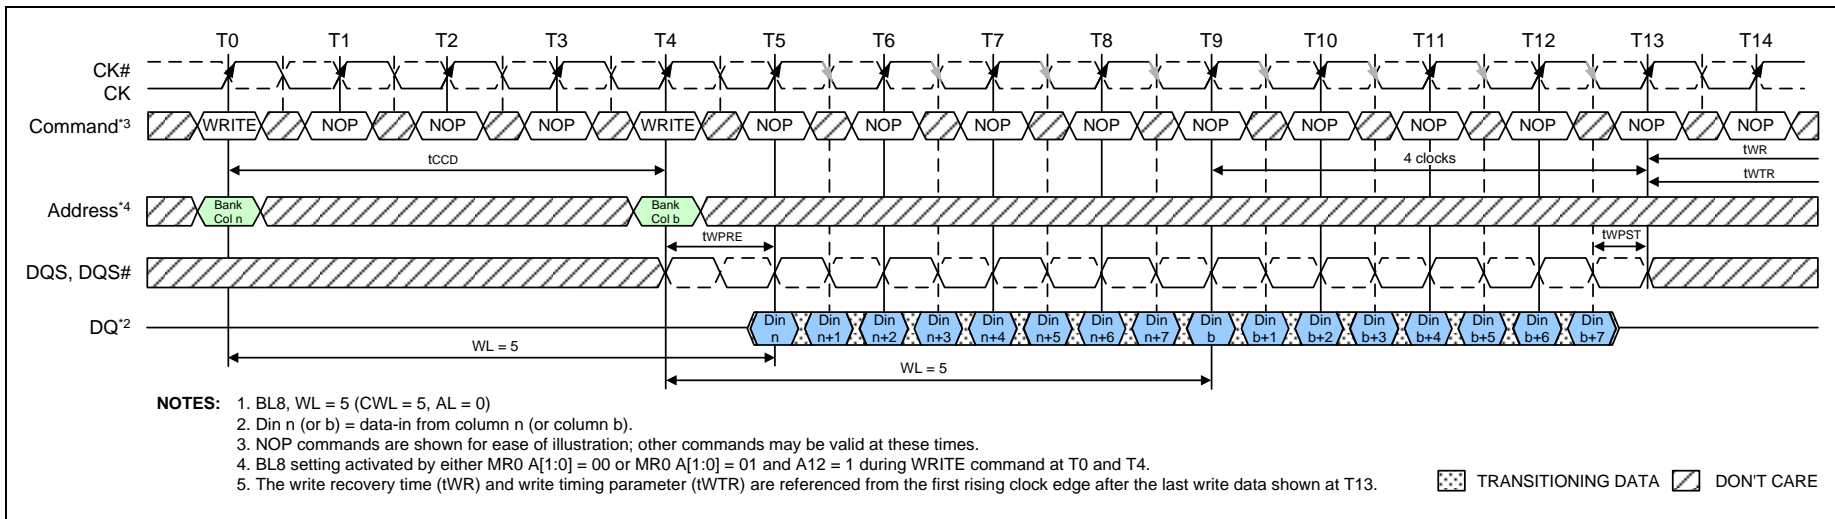 T0 T1 T2 T3 T4 T5 T6 T7 T8 T9 T10 T11 T12 T13 T14
CK#
CK
Command*3 WRITE NOP NOP NOP WRITE NOP NOP NOP NOP NOP NOP NOP NOP NOP NOP
tCCD 4 clocks tWR
tWTR
Address*4 Bank Col n Bank Col b
tWPRE tWPST
DQS, DQS#
DQ*2 Din n Din n+1 Din n+2 Din n+3 Din n+4 Din n+5 Din n+6 Din n+7 Din b Din b+1 Din b+2 Din b+3 Din b+4 Din b+5 Din b+6 Din b+7
WL = 5
WL = 5
NOTES: 1. BL8, WL = 5 (CWL = 5, AL = 0)
2. Din n (or b) = data-in from column n (or column b).
3. NOP commands are shown for ease of illustration; other commands may be valid at these times.
4. BL8 setting activated by either MR0 A[1:0] = 00 or MR0 A[1:0] = 01 and A12 = 1 during WRITE command at T0 and T4.
5. The write recovery time (tWR) and write timing parameter (tWTR) are referenced from the first rising clock edge after the last write data shown at T13.
TRANSITIONING DATA DON'T CARE